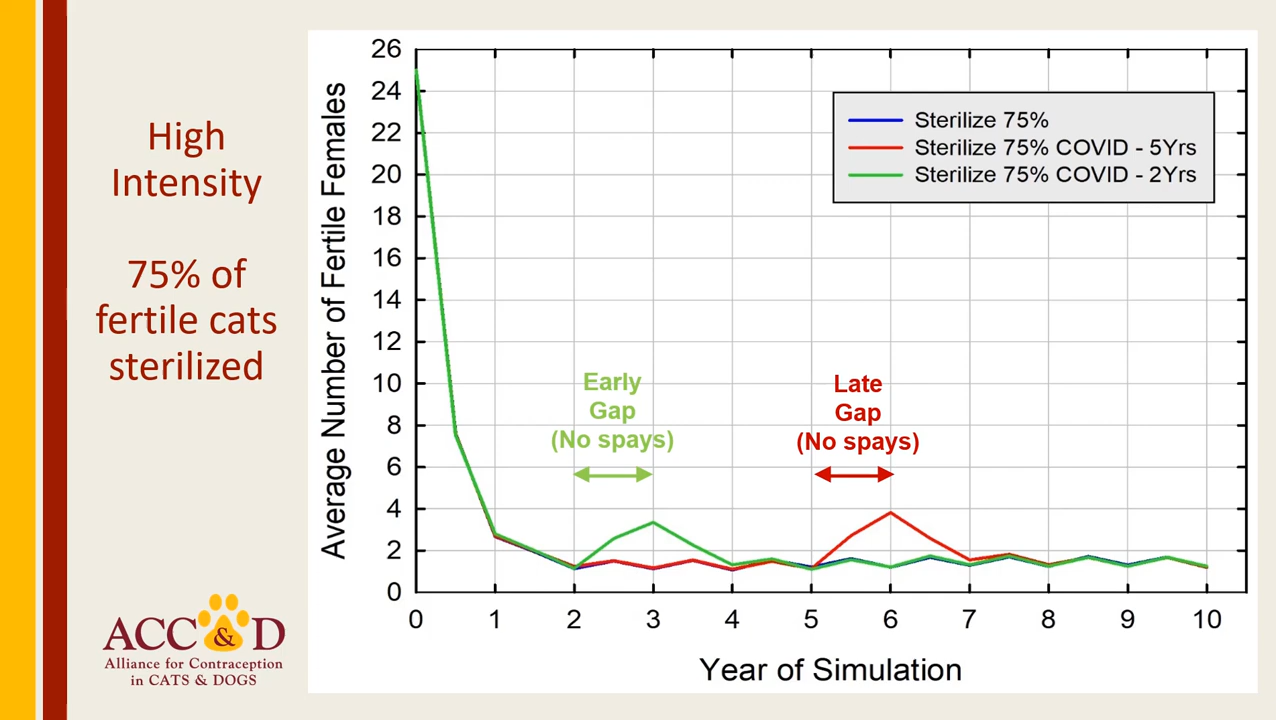 High
Intensity
75% of
fertile cats
sterilized
ACC&D
Alliance for Contraception
in CATS & DOGS
Average Number of Fertile Females
26
24
22
20
18
16
14
12
10
8
6
4
2
0
Sterilize 75%
Sterilize 75% COVID - 5Yrs
Sterilize 75% COVID - 2Yrs
Early
Gap
(No spays)
Late
Gap
(No spays)
0 1 2 3 4 5 6 7 8 9 10
Year of Simulation